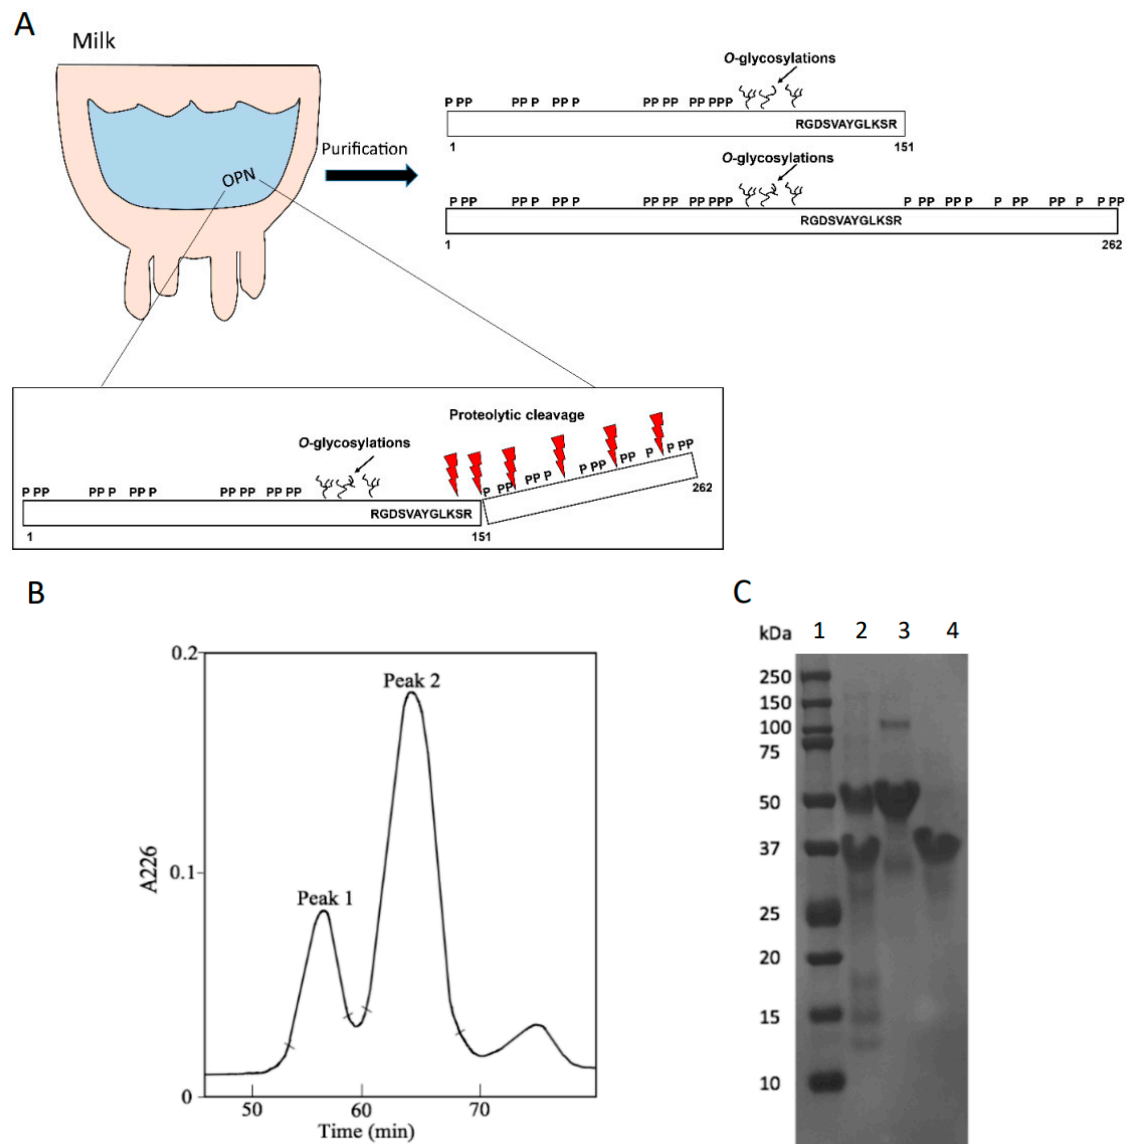 A
Milk
OPN
Purification
O-glycosylations
P PP PP P PP P PP PP PP PPP
RGDSVAYGLKSR
1 151
O-glycosylations
P PP PP P PP P PP PP PP PPP P PP PP P P PP PP P P PP
RGDSVAYGLKSR
1 262
Proteolytic cleavage
O-glycosylations
P PP PP P PP P PP PP PP PP P PP PP P P PP PP P P PP
RGDSVAYGLKSR
1 151 262
B
0.2
0.1
0
A226
Peak 1
Peak 2
50 60 70
Time (min)
C
kDa 1 2 3 4
250
150
100
75
50
37
25
20
15
10